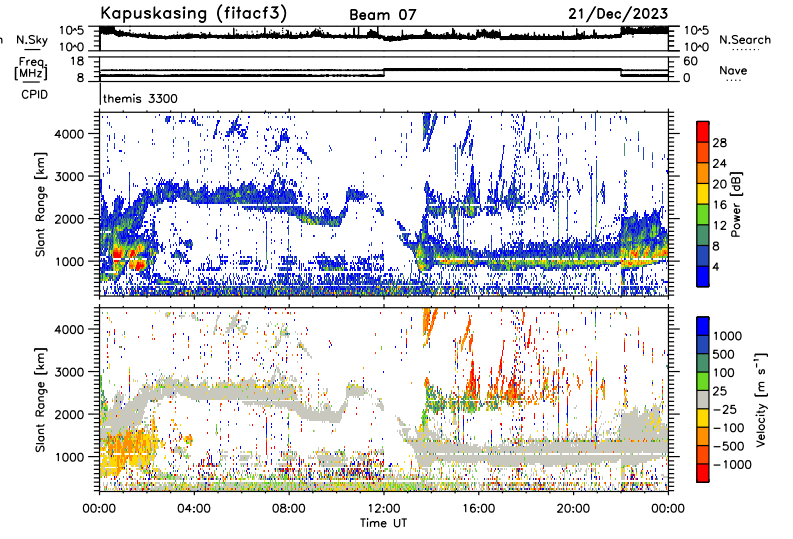 Kapuskasing (fitacf3) Beam 07 21/Dec/2023
N.Sky 10^5 10^5 N.Search
10^0 10^0
Freq. 18 60 Nave
[MHz] 8 0
CPID themis 3300
4000
3000
2000
1000
Slant Range [km]
28
24
20
16
12
8
4
Power [dB]
4000
3000
2000
1000
Slant Range [km]
1000
500
100
25
-25
-100
-500
-1000
Velocity [m s⁻¹]
00:00 04:00 08:00 12:00 16:00 20:00 00:00
Time UT